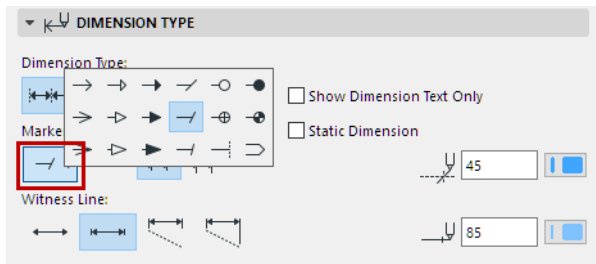 DIMENSION TYPE
Dimension Type:
Show Dimension Text Only
Marke
Static Dimension
45
Witness Line:
85